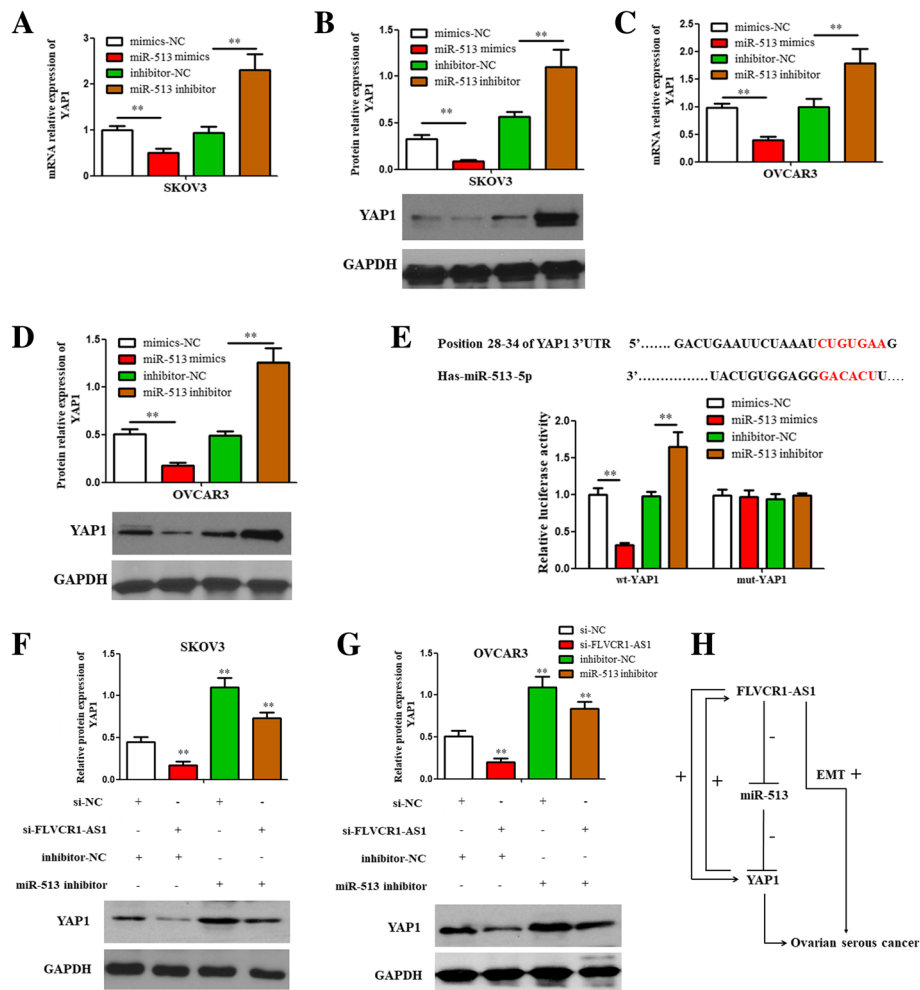 A
mRNA relative expression of
YAP1
3
2
1
0
mimics-NC
miR-513 mimics
inhibitor-NC
miR-513 inhibitor
**
**
SKOV3
B
Protein relative expression of
YAP1
1.5
1.0
0.5
0.0
mimics-NC
miR-513 mimics
inhibitor-NC
miR-513 inhibitor
**
**
SKOV3
YAP1
GAPDH
C
mRNA relative expression of
YAP1
2.5
2.0
1.5
1.0
0.5
0.0
mimics-NC
miR-513 mimics
inhibitor-NC
miR-513 inhibitor
**
**
OVCAR3
D
Protein relative expression of
YAP1
1.5
1.0
0.5
0.0
mimics-NC
miR-513 mimics
inhibitor-NC
miR-513 inhibitor
**
**
OVCAR3
YAP1
GAPDH
E
Position 28-34 of YAP1 3’UTR 5’....... GACUGAAUUCUAAAUCUGUGAAG
Has-miR-513-5p 3’............... UACUGUGGAGGGACACUU....
mimics-NC
miR-513 mimics
inhibitor-NC
miR-513 inhibitor
Relative luciferase activity
2.0
1.5
1.0
0.5
0.0
**
**
wt-YAP1 mut-YAP1
F
SKOV3
Relative protein expression of
YAP1
1.5
1.0
0.5
0.0
** ** **
si-NC + - + -
si-FLVCR1-AS1 - + - +
inhibitor-NC + + - -
miR-513 inhibitor - - + +
YAP1
GAPDH
G
OVCAR3
si-NC
si-FLVCR1-AS1
inhibitor-NC
miR-513 inhibitor
Relative protein expression of
YAP1
1.5
1.0
0.5
0.0
** ** **
si-NC + - + -
si-FLVCR1-AS1 - + - +
inhibitor-NC + + - -
miR-513 inhibitor - - + +
YAP1
GAPDH
H
FLVCR1-AS1
-
EMT +
+ +
miR-513
-
YAP1
Ovarian serous cancer